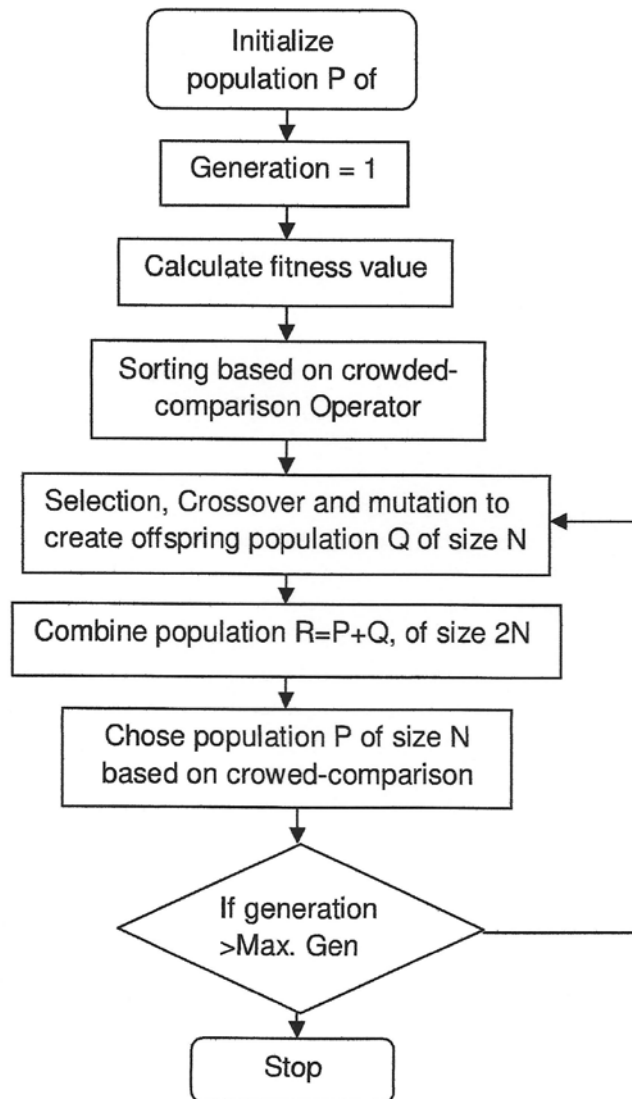 Initialize
population P of
Generation = 1
Calculate fitness value
Sorting based on crowded-
comparison Operator
Selection, Crossover and mutation to
create offspring population Q of size N
Combine population R=P+Q, of size 2N
Chose population P of size N
based on crowed-comparison
If generation
>Max. Gen
Stop